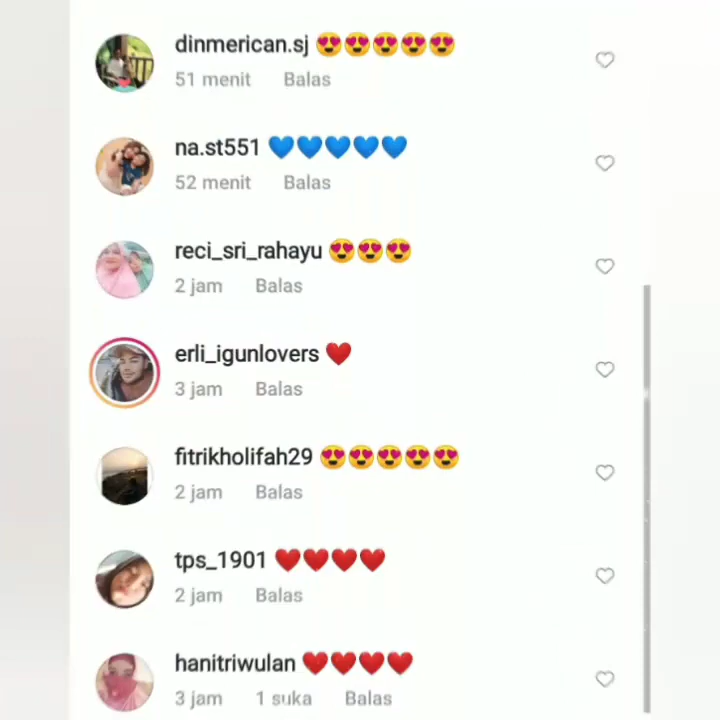 dinmerican.sj 😍😍😍😍😍
51 menit Balas
na.st551 💙💙💙💙💙
52 menit Balas
reci_sri_rahayu 😍😍😍
2 jam Balas
erli_igunlovers ❤️
3 jam Balas
fitrikholifah29 😍😍😍😍😍
2 jam Balas
tps_1901 ❤️❤️❤️❤️
2 jam Balas
hanitriwulan ❤️❤️❤️❤️
3 jam 1 suka Balas